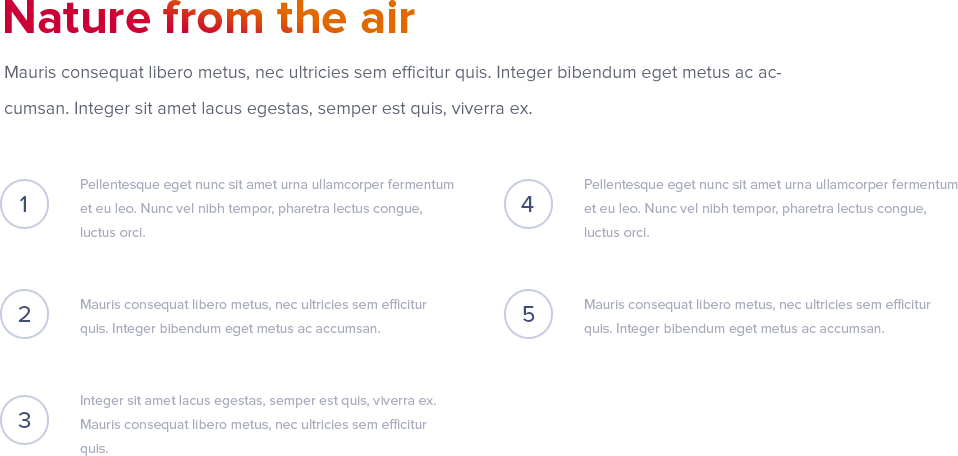 Nature from the air
Mauris consequat libero metus, nec ultricies sem efficitur quis. Integer bibendum eget metus ac ac-
cumsan. Integer sit amet lacus egestas, semper est quis, viverra ex.
1
Pellentesque eget nunc sit amet urna ullamcorper fermentum
et eu leo. Nunc vel nibh tempor, pharetra lectus congue,
luctus orci.
2
Mauris consequat libero metus, nec ultricies sem efficitur
quis. Integer bibendum eget metus ac accumsan.
3
Integer sit amet lacus egestas, semper est quis, viverra ex.
Mauris consequat libero metus, nec ultricies sem efficitur
quis.
4
Pellentesque eget nunc sit amet urna ullamcorper fermentum
et eu leo. Nunc vel nibh tempor, pharetra lectus congue,
luctus orci.
5
Mauris consequat libero metus, nec ultricies sem efficitur
quis. Integer bibendum eget metus ac accumsan.